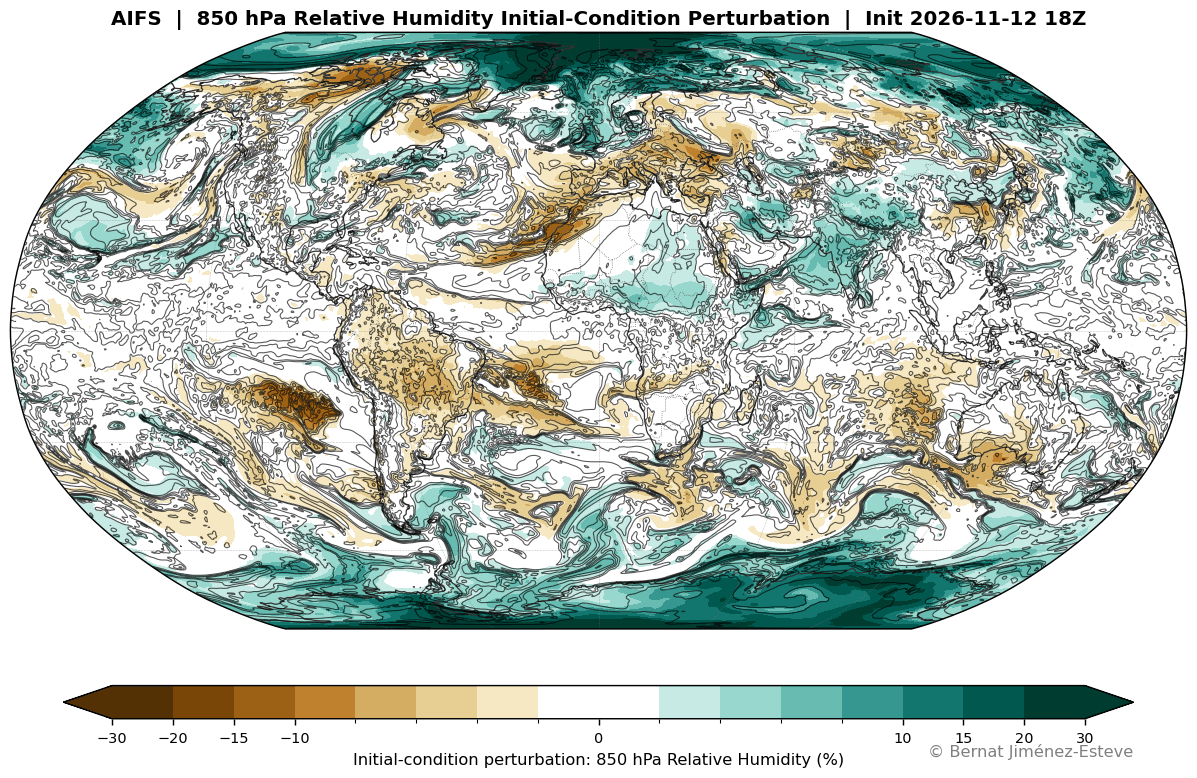 AIFS | 850 hPa Relative Humidity Initial-Condition Perturbation | Init 2026-11-12 18Z
−30 −20 −15 −10 0 10 15 20 30
Initial-condition perturbation: 850 hPa Relative Humidity (%)
© Bernat Jiménez-Esteve